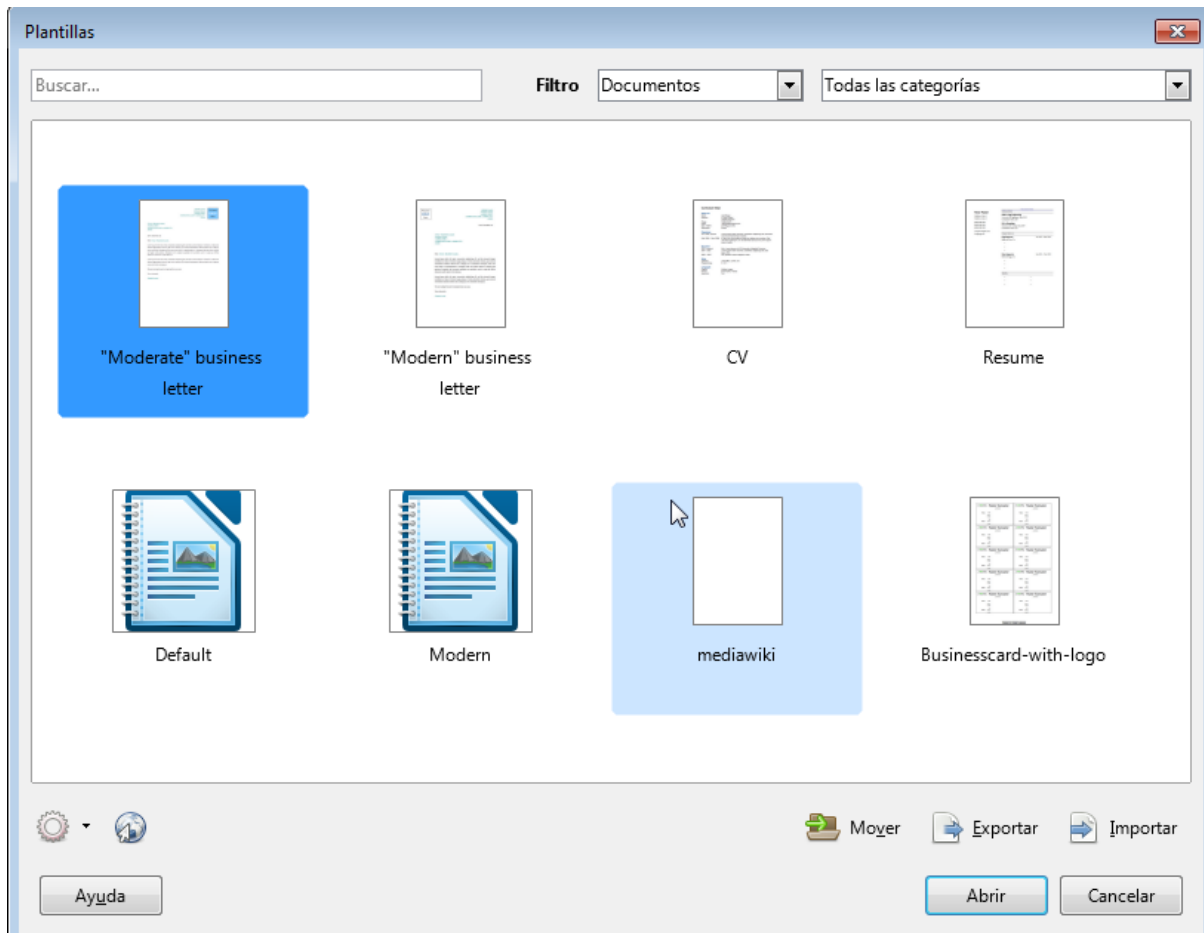 Plantillas
Buscar...
Filtro
Documentos
Todas las categorías
"Moderate" business
letter
"Modern" business
letter
CV
Resume
Default
Modern
mediawiki
Businesscard-with-logo
Mover
Exportar
Importar
Ayuda
Abrir
Cancelar